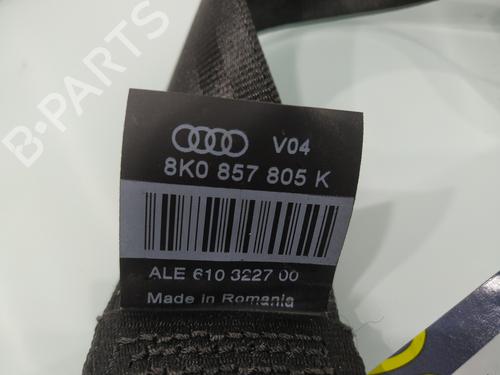 V04
8K0 857 805 K
ALE 610 3227 00
Made in Romania
B-PARTS